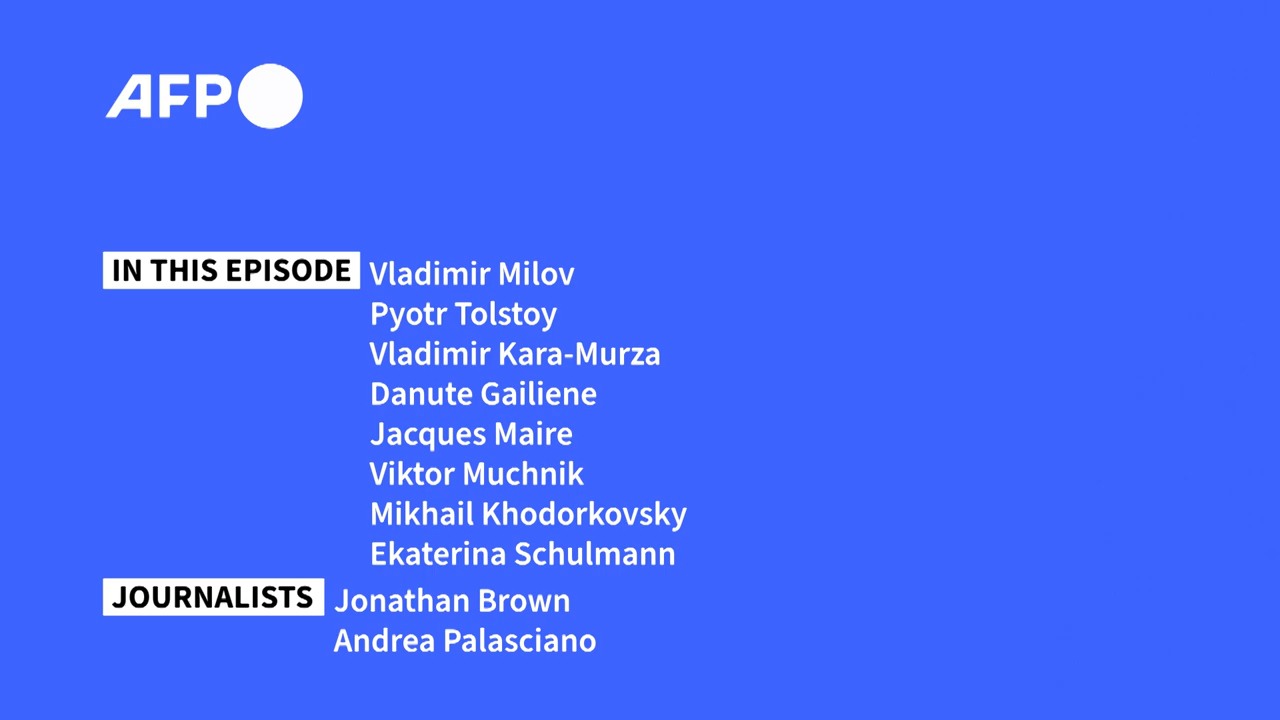 AFP
IN THIS EPISODE Vladimir Milov
Pyotr Tolstoy
Vladimir Kara-Murza
Danute Gailiene
Jacques Maire
Viktor Muchnik
Mikhail Khodorkovsky
Ekaterina Schulmann
JOURNALISTS Jonathan Brown
Andrea Palasciano